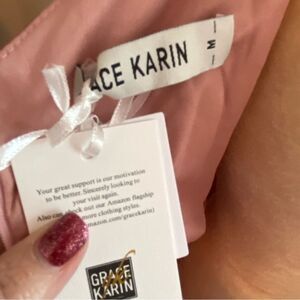 ACE KARIN
M
Your great support is our motivation
to be better. Sincerely looking to
your visit again.
Also can check out our Amazon flagship
more clothing styles.
amazon.com/gracekarin)
GRACE
KARIN